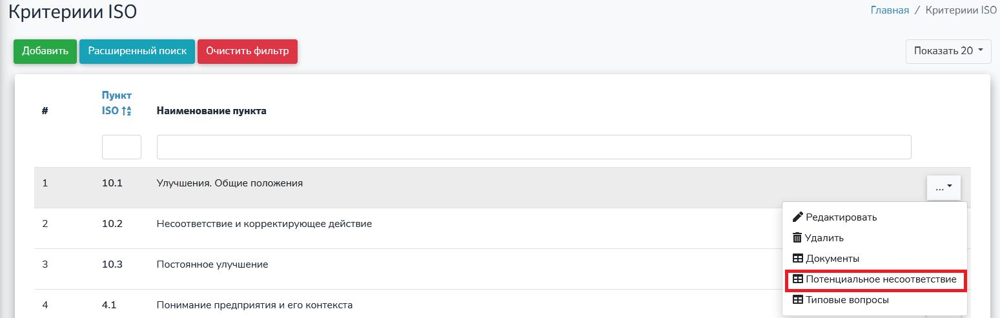 Критериии ISO
Главная / Критериии ISO
Добавить Расширенный поиск Очистить фильтр
Показать 20
# Пункт ISO Наименование пункта
1 10.1 Улучшения. Общие положения ...
2 10.2 Несоответствие и корректирующее действие
3 10.3 Постоянное улучшение
4 4.1 Понимание предприятия и его контекста
Редактировать
Удалить
Документы
Потенциальное несоответствие
Типовые вопросы